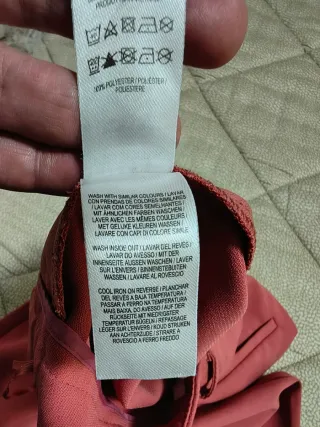 100% POLYESTER / POLIÉSTER
POLIESTERE
WASH WITH SIMILAR COLOURS / LAVAR
CON PRENDAS DE COLORES SIMILARES
/ LAVAR COM CORES SEMELHANTES /
MIT ÄHNLICHEN FARBEN WASCHEN /
LAVER AVEC LES MÊMES COULEURS /
MET GELIJKE KLEUREN WASSEN /
LAVARE CON CAPI DI COLORE SIMILE
WASH INSIDE OUT / LAVAR DEL REVÉS /
LAVAR DO AVESSO / MIT DER
INNENSEITE AUSSEN WASCHEN / LAVER
SUR L'ENVERS / BINNENSTEBUITEN
WASSEN / LAVARE AL ROVESCIO
COOL IRON ON REVERSE / PLANCHAR
DEL REVÉS A BAJA TEMPERATURA /
PASSAR A FERRO NA TEMPERATURA
MAIS BAIXA, DO AVESSO / AUF DER
RÜCKSEITE MIT NIEDRIGSTER
TEMPERATUR BÜGELN / REPASSAGE
LÉGER SUR L'ENVERS / KOUD STRIJKEN
AAN ACHTERZIJDE / STIRARE A
ROVESCIO A FERRO FREDDO